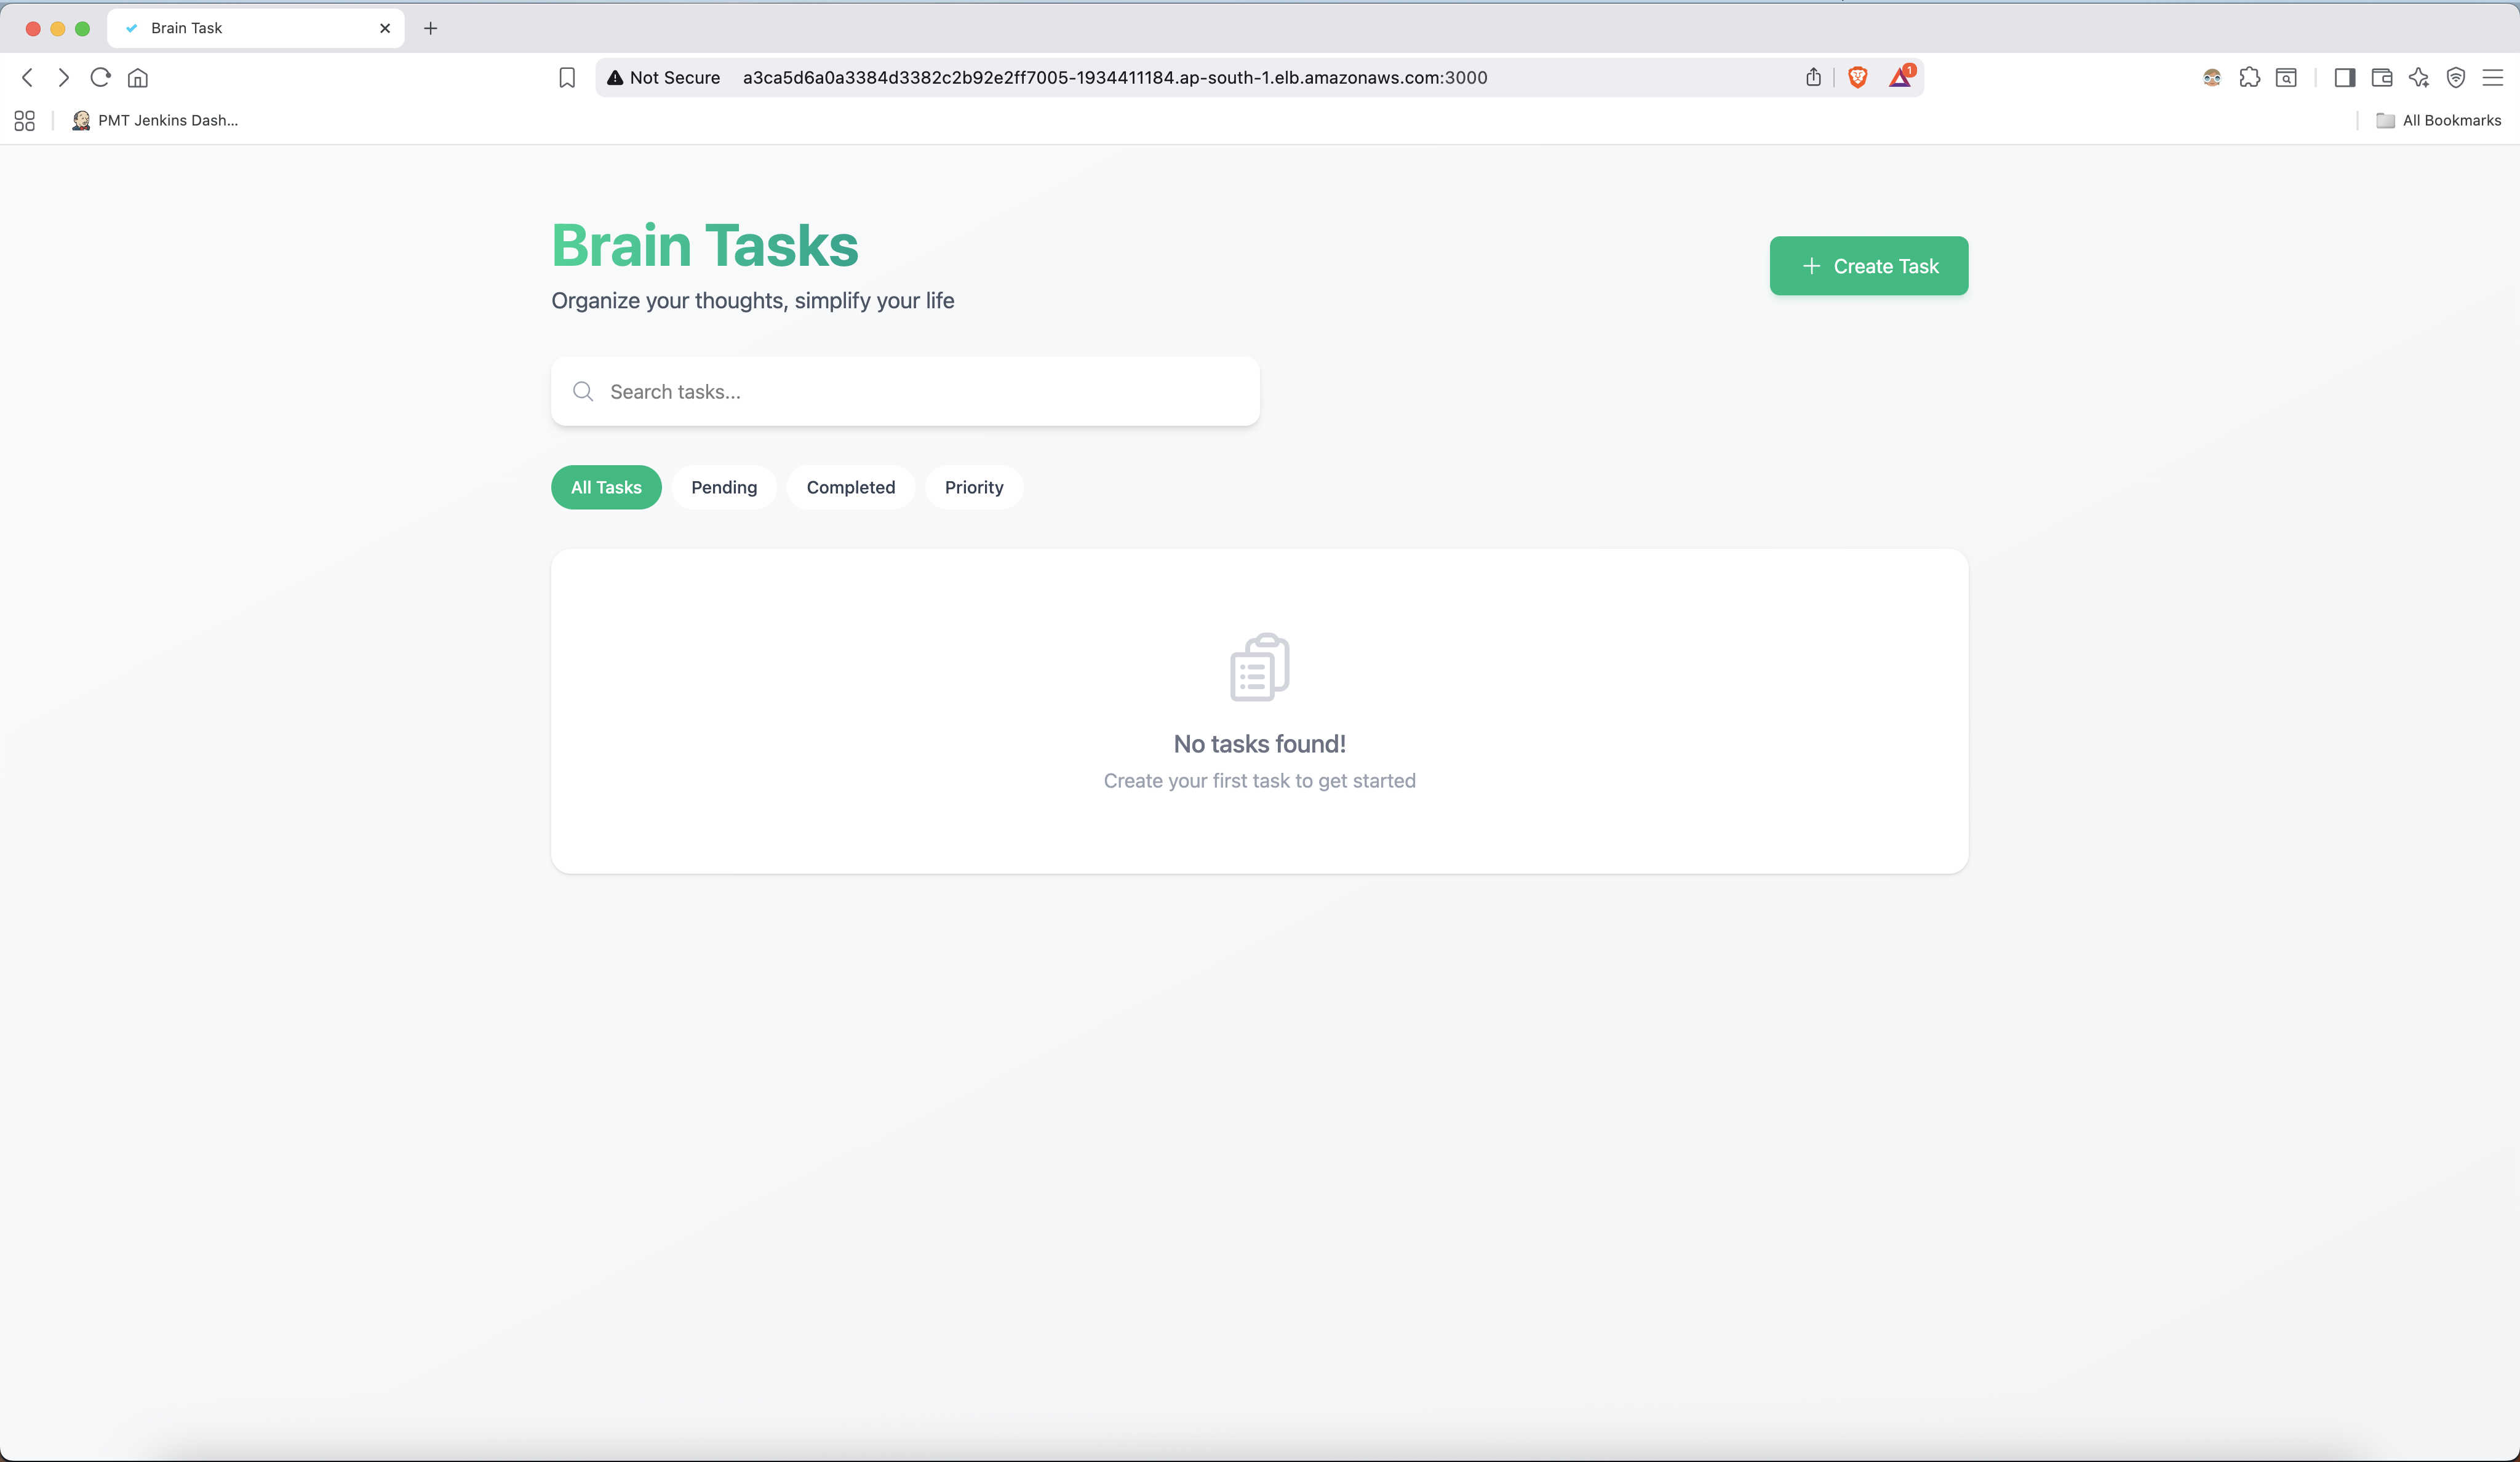 Brain Task
Not Secure a3ca5d6a0a3384d3382c2b92e2ff7005-1934411184.ap-south-1.elb.amazonaws.com:3000
1
PMT Jenkins Dash...
All Bookmarks
Brain Tasks
Create Task
Organize your thoughts, simplify your life
Search tasks...
All Tasks Pending Completed Priority
No tasks found!
Create your first task to get started